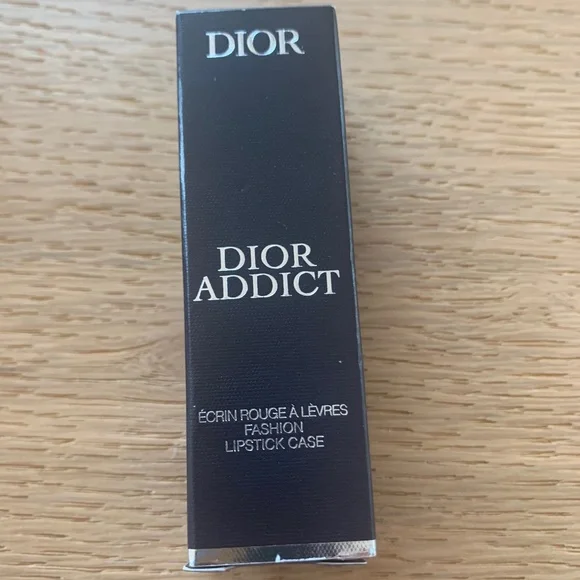 DIOR
DIOR
ADDICT
ÉCRIN ROUGE À LÈVRES
FASHION
LIPSTICK CASE